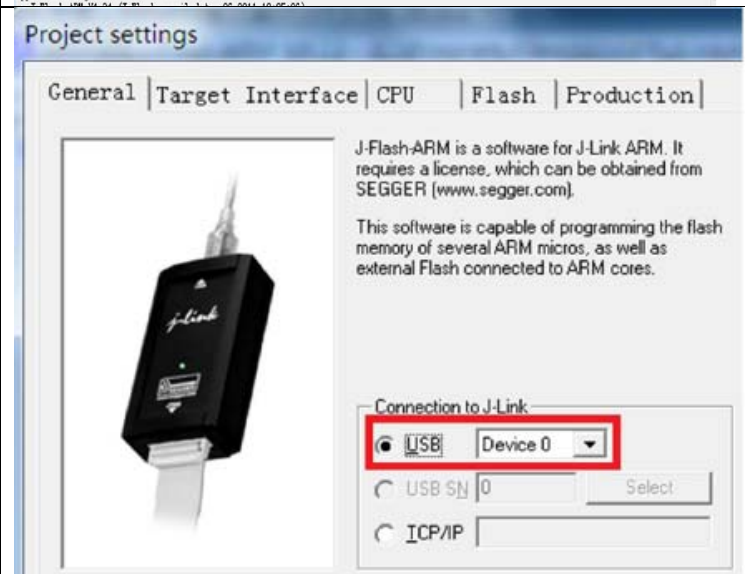 Project settings
General Target Interface CPU Flash Production
J-Flash-ARM is a software for J-Link ARM. It
requires a license, which can be obtained from
SEGGER (www.segger.com).
This software is capable of programming the flash
memory of several ARM micros, as well as
external Flash connected to ARM cores.
j-link
Connection to J-Link
USB Device 0
USB SN 0 Select
TCP/IP